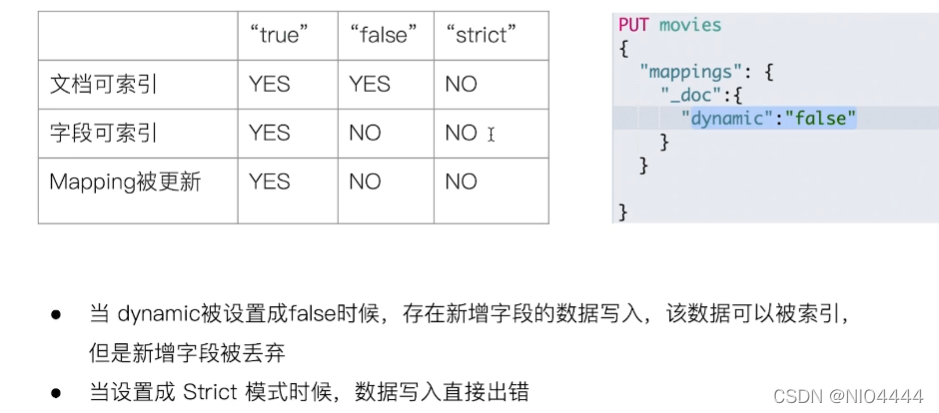 “true” “false” “strict”
文档可索引 YES YES NO
字段可索引 YES NO NO
Mapping被更新 YES NO NO
PUT movies
{
"mappings": {
"_doc":{
"dynamic":"false"
}
}
}
● 当 dynamic被设置成false时候，存在新增字段的数据写入，该数据可以被索引，
但是新增字段被丢弃
● 当设置成 Strict 模式时候，数据写入直接出错
CSDN @NIO4444